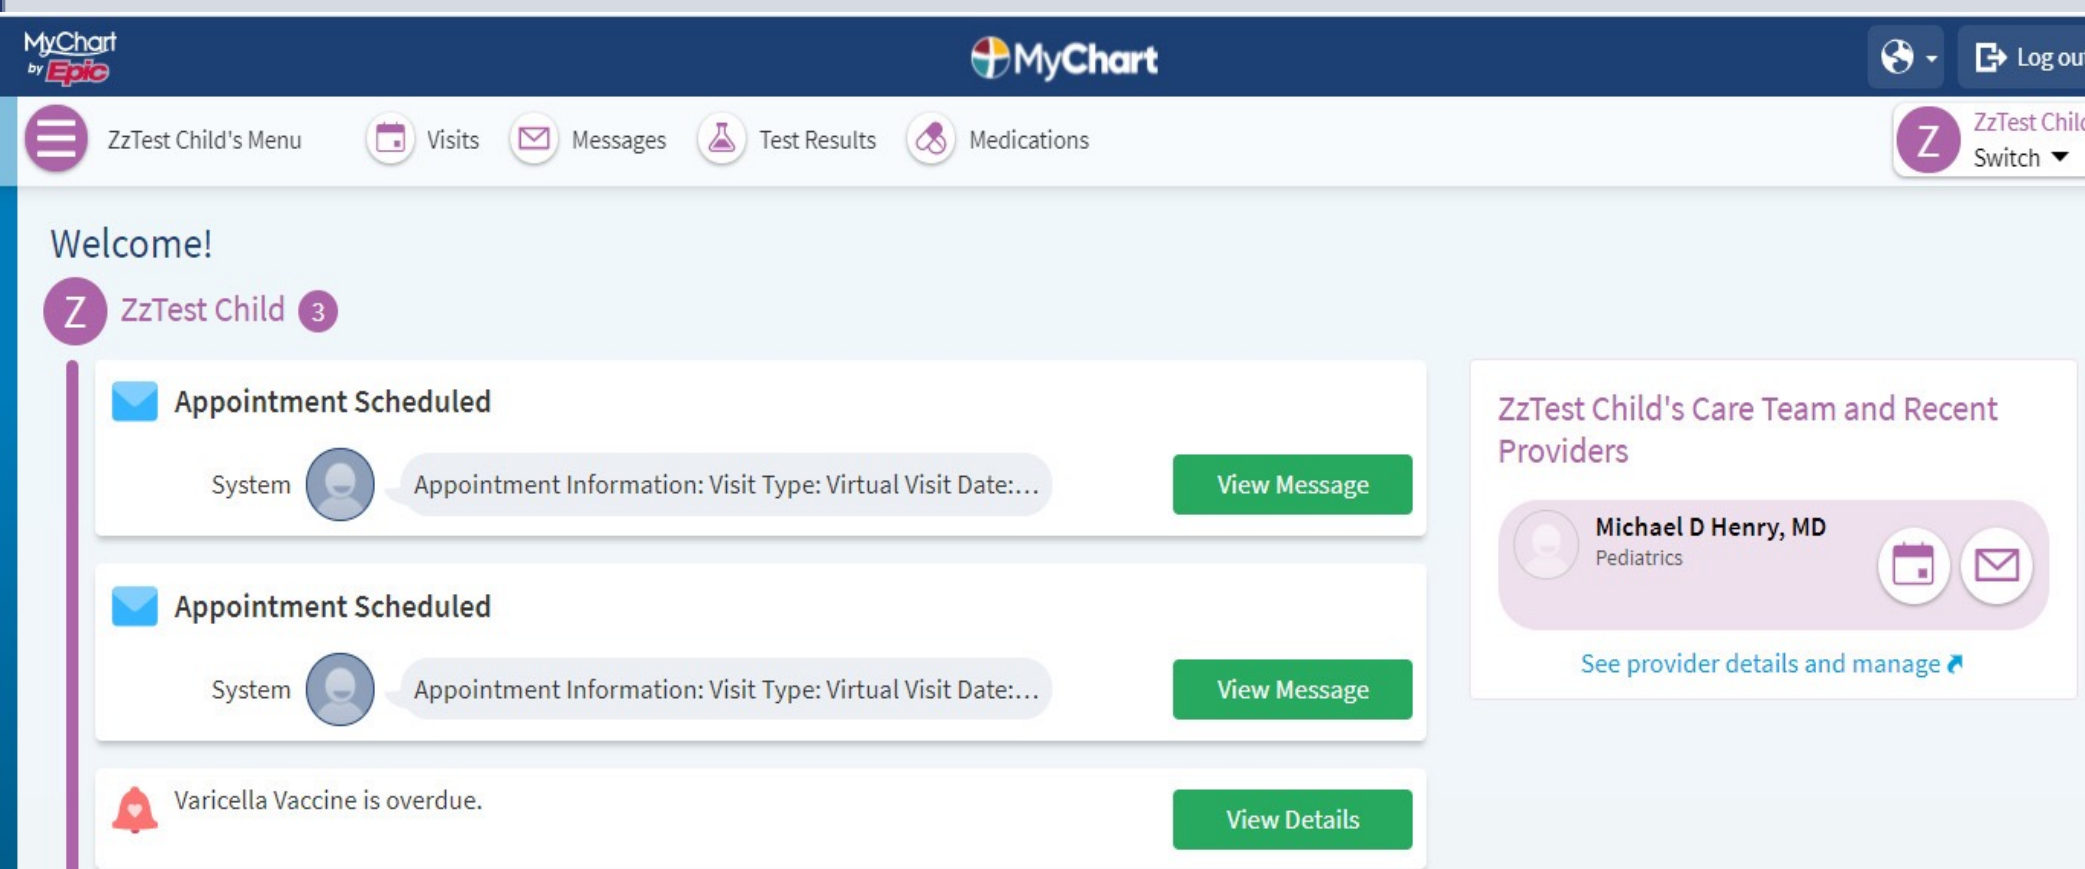 MyChart
by Epic
MyChart
Log out
ZzTest Child's Menu
Visits
Messages
Test Results
Medications
Z
ZzTest Child
Switch
Welcome!
Z
ZzTest Child 3
Appointment Scheduled
System
Appointment Information: Visit Type: Virtual Visit Date:...
View Message
Appointment Scheduled
System
Appointment Information: Visit Type: Virtual Visit Date:...
View Message
Varicella Vaccine is overdue.
View Details
ZzTest Child's Care Team and Recent
Providers
Michael D Henry, MD
Pediatrics
See provider details and manage